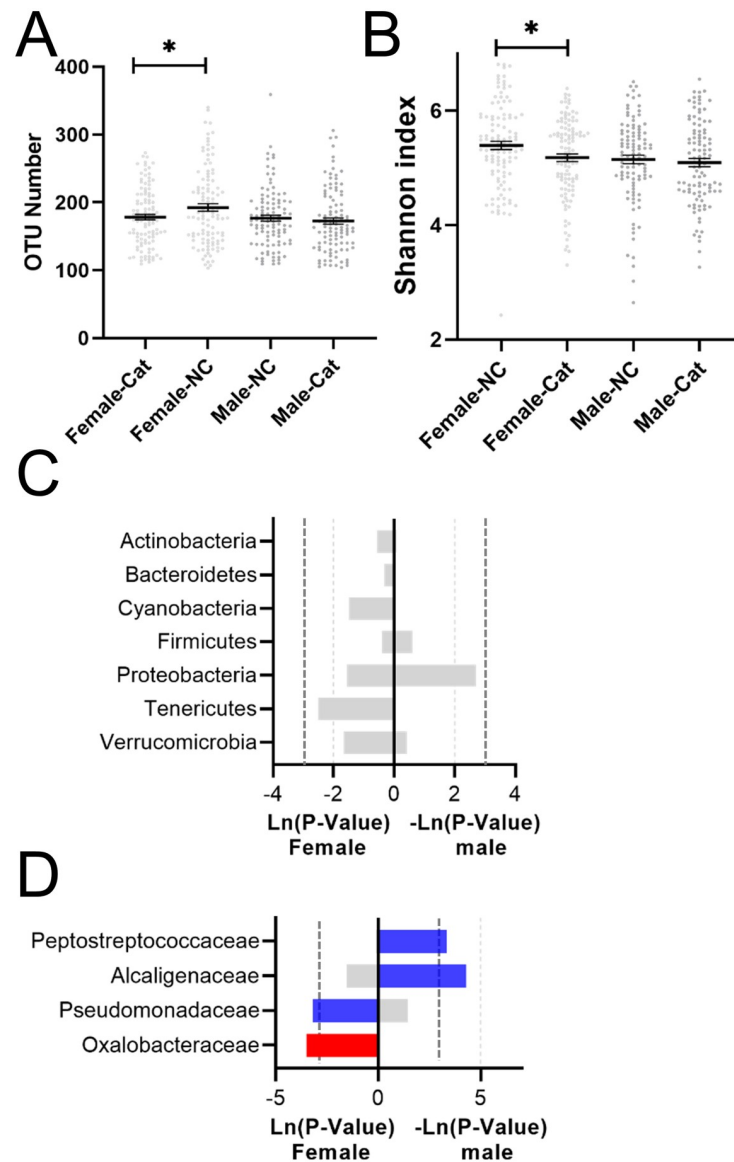 A
*
400
300
200
100
0
OTU Number
Female-Cat
Female-NC
Male-NC
Male-Cat
B
*
6
4
2
Shannon index
Female-NC
Female-Cat
Male-NC
Male-Cat
C
Actinobacteria
Bacteroidetes
Cyanobacteria
Firmicutes
Proteobacteria
Tenericutes
Verrucomicrobia
-4 -2 0 2 4
Ln(P-Value) -Ln(P-Value)
Female male
D
Peptostreptococcaceae
Alcaligenaceae
Pseudomonadaceae
Oxalobacteraceae
-5 0 5
Ln(P-Value) -Ln(P-Value)
Female male